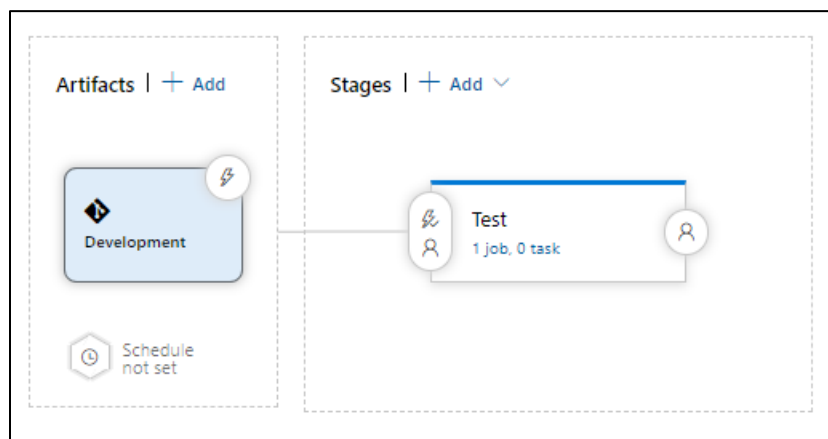 Artifacts | + Add
Stages | + Add
Development
Test
1 job, 0 task
Schedule
not set